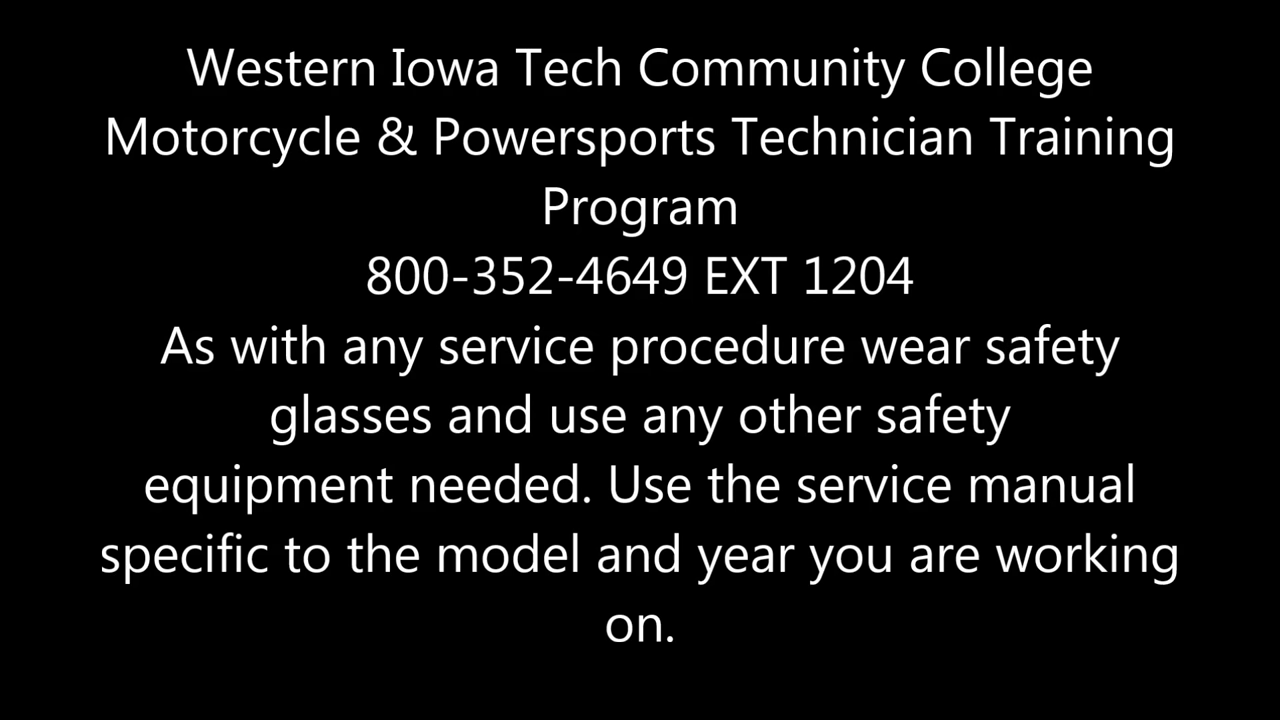 Western Iowa Tech Community College
Motorcycle & Powersports Technician Training
Program
800-352-4649 EXT 1204
As with any service procedure wear safety
glasses and use any other safety
equipment needed. Use the service manual
specific to the model and year you are working
on.